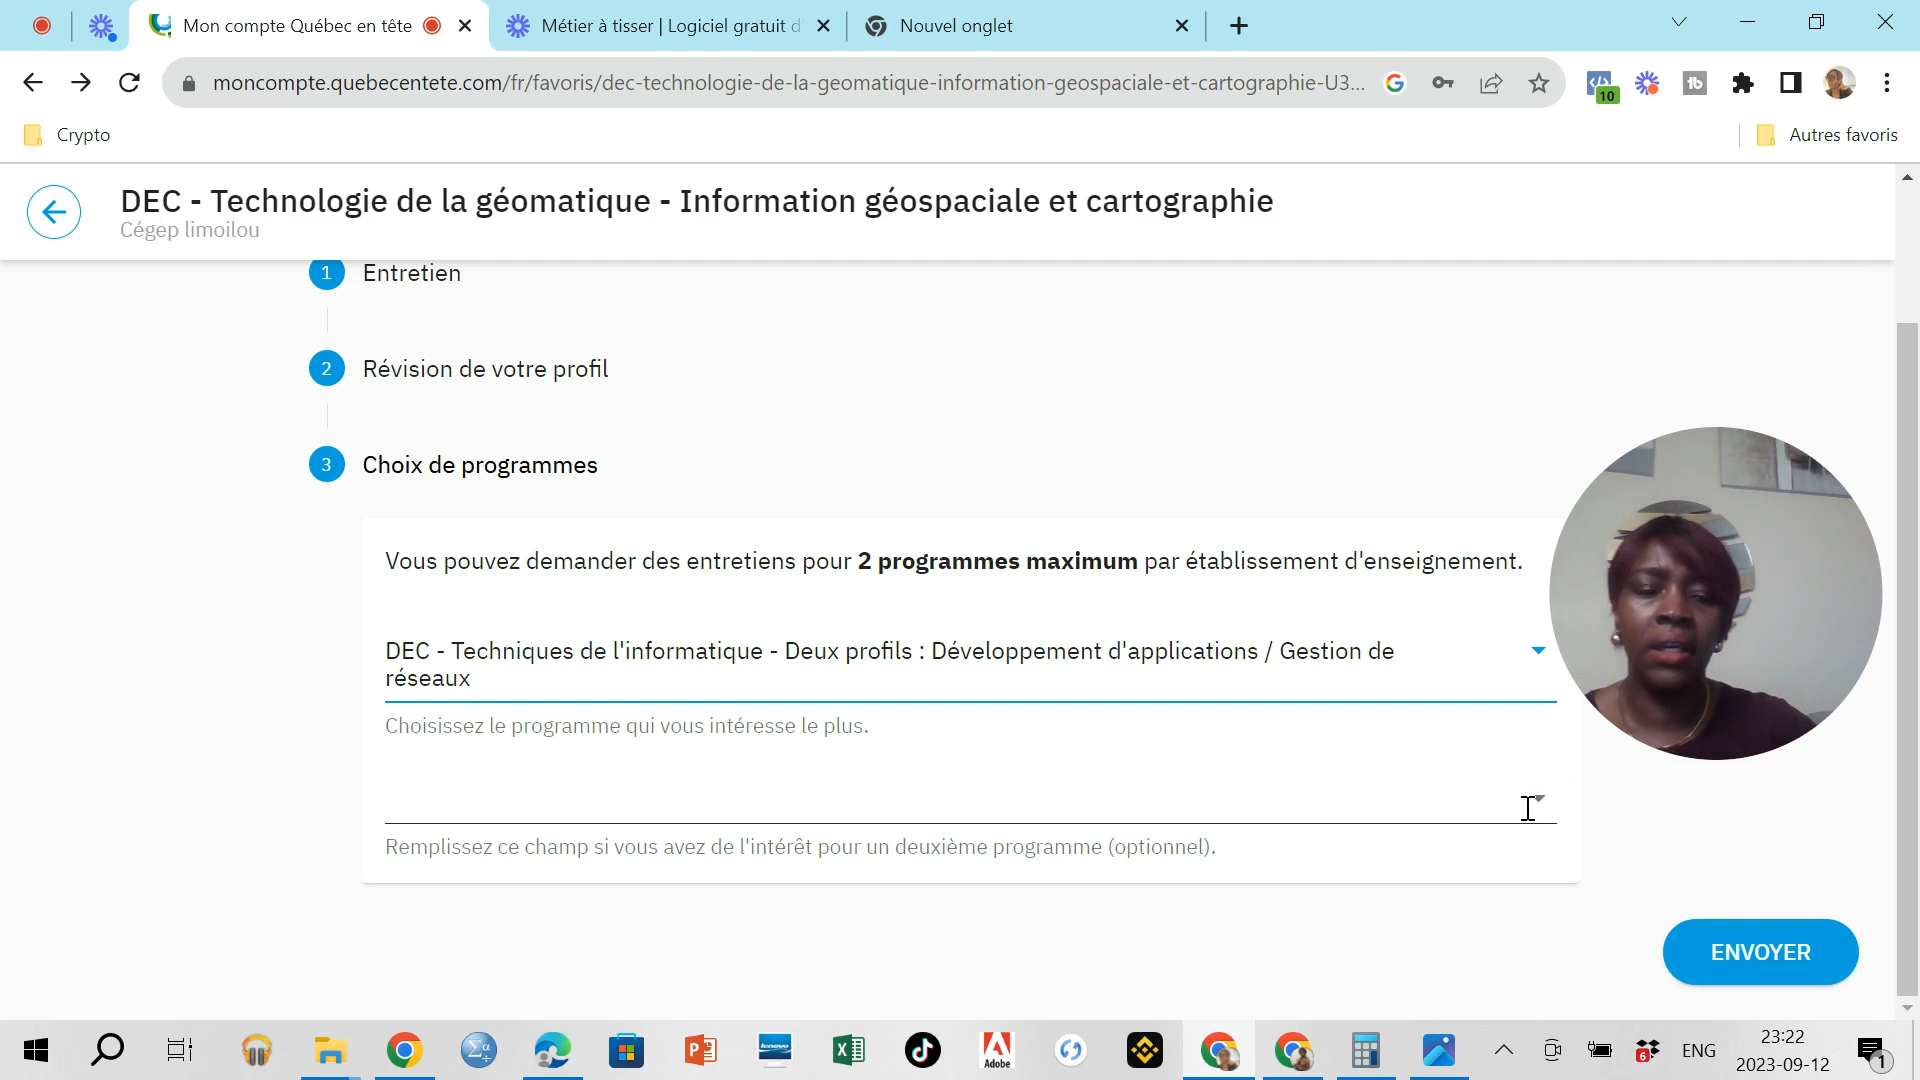 Mon compte Québec en tête
Métier à tisser | Logiciel gratuit d
Nouvel onglet
moncompte.quebecentete.com/fr/favoris/dec-technologie-de-la-geomatique-information-geospaciale-et-cartographie-U3...
10
Crypto
Autres favoris
DEC - Technologie de la géomatique - Information géospaciale et cartographie
Cégep limoilou
1 Entretien
2 Révision de votre profil
3 Choix de programmes
Vous pouvez demander des entretiens pour 2 programmes maximum par établissement d'enseignement.
DEC - Techniques de l'informatique - Deux profils : Développement d'applications / Gestion de
réseaux
Choisissez le programme qui vous intéresse le plus.
Remplissez ce champ si vous avez de l'intérêt pour un deuxième programme (optionnel).
ENVOYER
lenovo
Adobe
6
ENG
23:22
2023-09-12
1